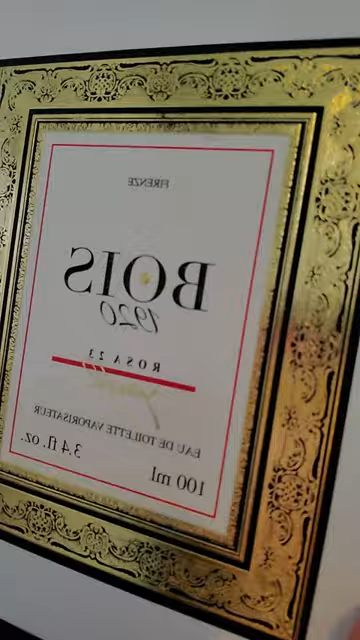 FIRENZE
BOIS
1920
ROSA 23
EAU DE TOILETTE VAPORISATEUR
100 ml 3.4 fl.oz.